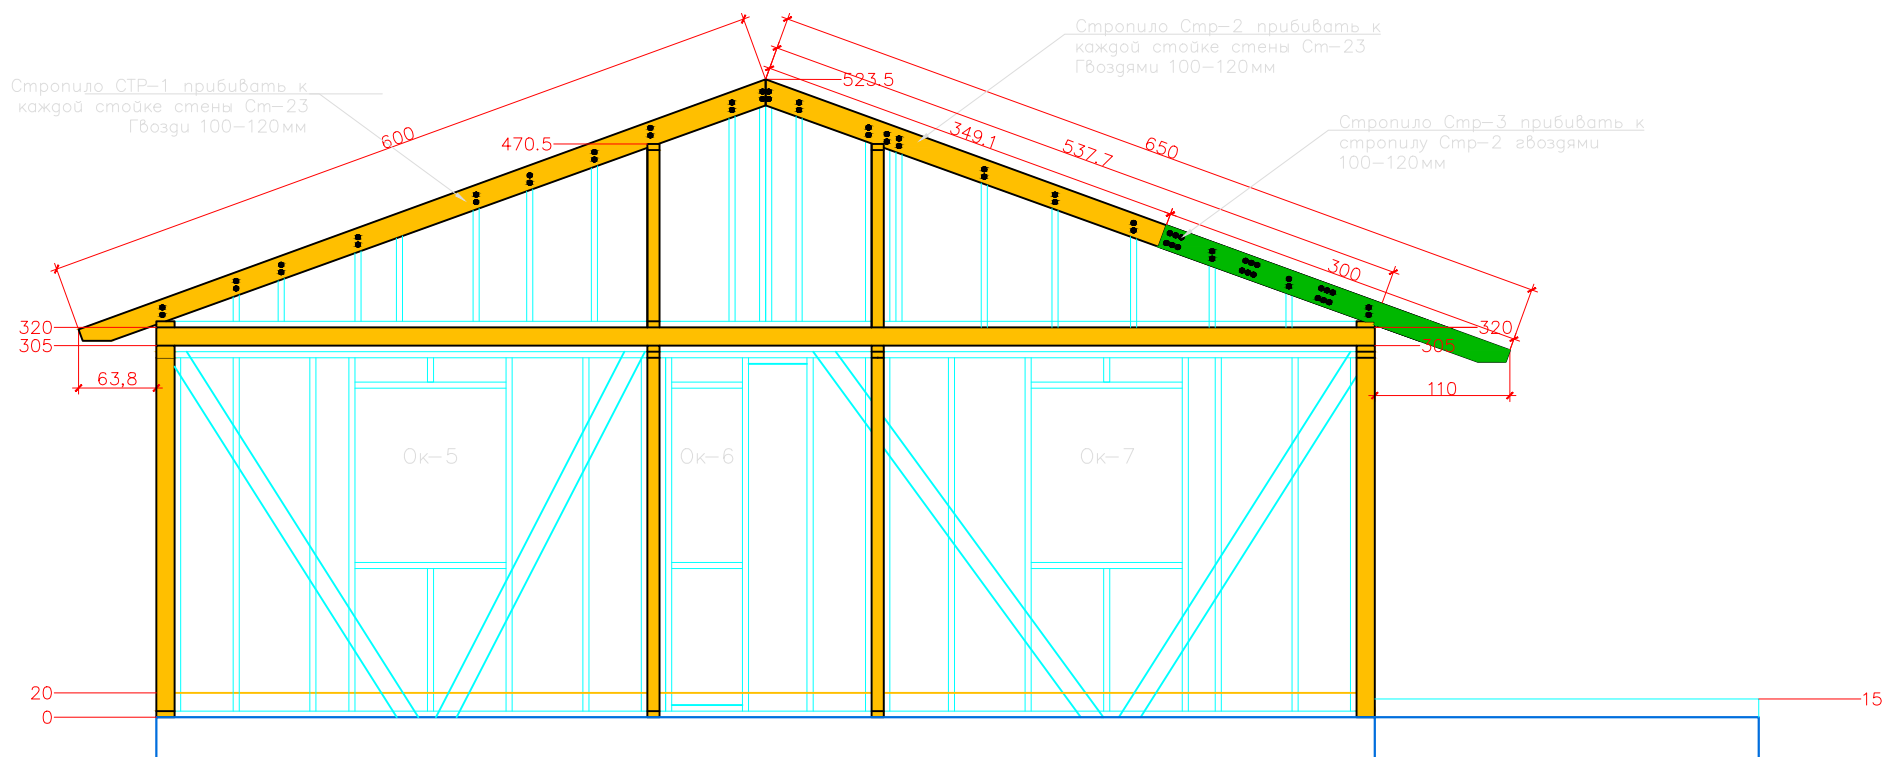 Стропило Стр-2 прибивать к
каждой стойке стены Ст-23
Гвоздями 100-120мм
Стропило СТР-1 прибивать к
каждой стойке стены Ст-23
Гвозди 100-120мм
523.5
Стропило Стр-3 прибивать к
стропилу Стр-2 гвоздями
100-120мм
600
470.5
349,1
537.7
650
300
320
305
320
305
63,8
110
Ок-5
Ок-6
Ок-7
20
0
15